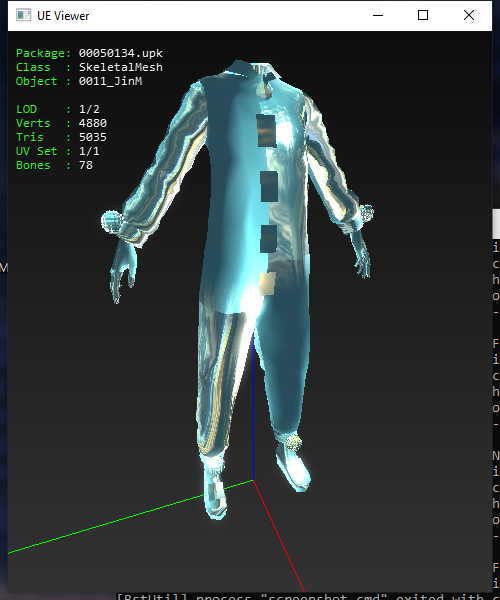 UE Viewer
Package: 00050134.upk
Class : SkeletalMesh
Object : 0011_JinM
LOD : 1/2
Verts : 4880
Tris : 5035
UV Set : 1/1
Bones : 78
M
i
c
h
o
-
F
i
c
h
o
-
N
i
c
h
o
-
F
i
[BstUtil] process "screenshot.cmd" exited with c